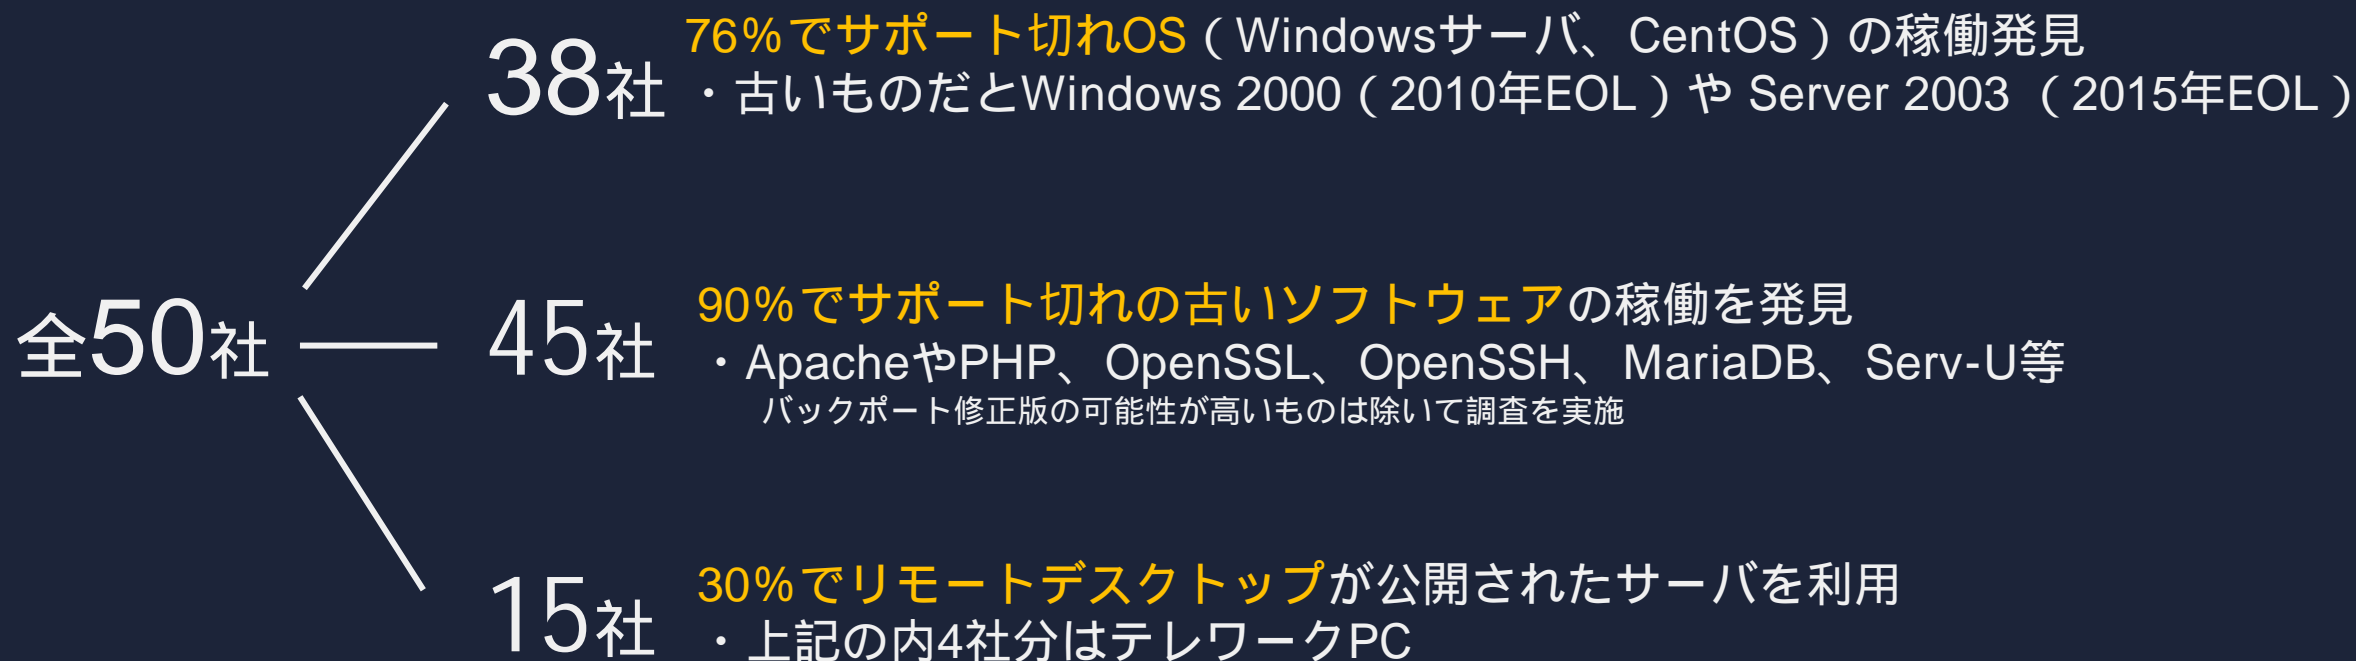 全50社
38社
76%でサポート切れOS（Windowsサーバ、CentOS）の稼働発見
・古いものだとWindows 2000（2010年EOL）や Server 2003 （2015年EOL）
45社
90%でサポート切れの古いソフトウェアの稼働を発見
・ApacheやPHP、OpenSSL、OpenSSH、MariaDB、Serv-U等
バックポート修正版の可能性が高いものは除いて調査を実施
15社
30%でリモートデスクトップが公開されたサーバを利用
・上記の内4社分はテレワークPC